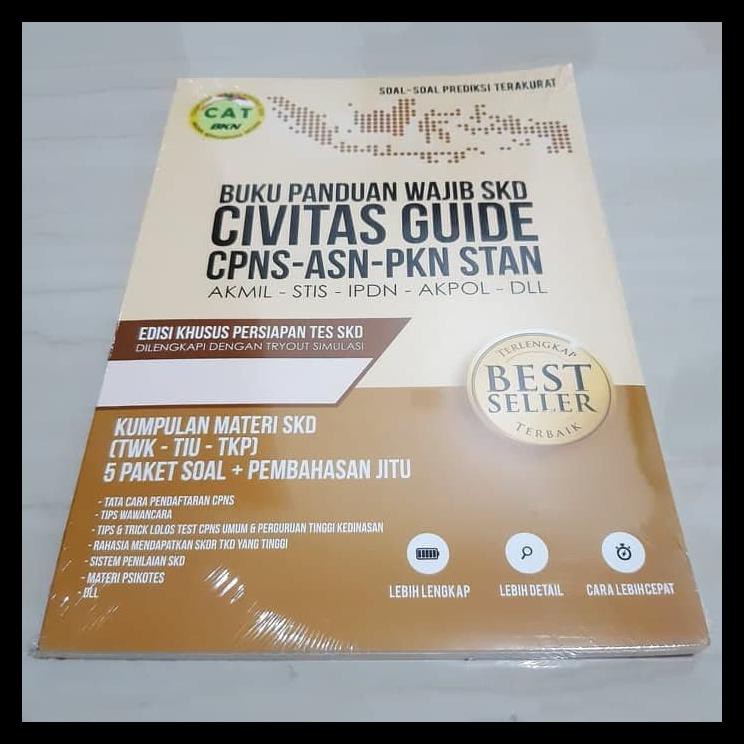 SOAL-SOAL PREDIKSI TERAKURAT
CAT
BKN
BUKU PANDUAN WAJIB SKD
CIVITAS GUIDE
CPNS-ASN-PKN STAN
AKMIL - STIS - IPDN - AKPOL - DLL
EDISI KHUSUS PERSIAPAN TES SKD
DILENGKAPI DENGAN TRYOUT SIMULASI
TERLENGKAP
BEST
SELLER
TERBAIK
KUMPULAN MATERI SKD
(TWK - TIU - TKP)
5 PAKET SOAL + PEMBAHASAN JITU
- TATA CARA PENDAFTARAN CPNS
- TIPS WAWANCARA
- TIPS & TRICK LOLOS TEST CPNS UMUM & PERGURUAN TINGGI KEDINASAN
- RAHASIA MENDAPATKAN SKOR TKD YANG TINGGI
- SISTEM PENILAIAN SKD
- MATERI PSIKOTES
- DLL
LEBIH LENGKAP
LEBIH DETAIL
CARA LEBIH CEPAT